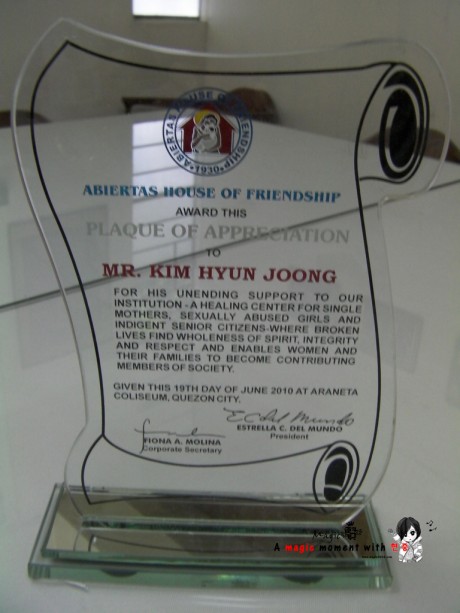 ABIERTAS HOUSE OF FRIENDSHIP
•1930•
ABIERTAS HOUSE OF FRIENDSHIP
AWARD THIS
PLAQUE OF APPRECIATION
TO
MR. KIM HYUN JOONG
FOR HIS UNENDING SUPPORT TO OUR
INSTITUTION - A HEALING CENTER FOR SINGLE
MOTHERS, SEXUALLY ABUSED GIRLS AND
INDIGENT SENIOR CITIZENS-WHERE BROKEN
LIVES FIND WHOLENESS OF SPIRIT, INTEGRITY
AND RESPECT AND ENABLES WOMEN AND
THEIR FAMILIES TO BECOME CONTRIBUTING
MEMBERS OF SOCIETY.
GIVEN THIS 19TH DAY OF JUNE 2010 AT ARANETA
COLISEUM, QUEZON CITY.
E C del Mundo
FIONA A. MOLINA
Corporate Secretary
ESTRELLA C. DEL MUNDO
President
A magic moment with